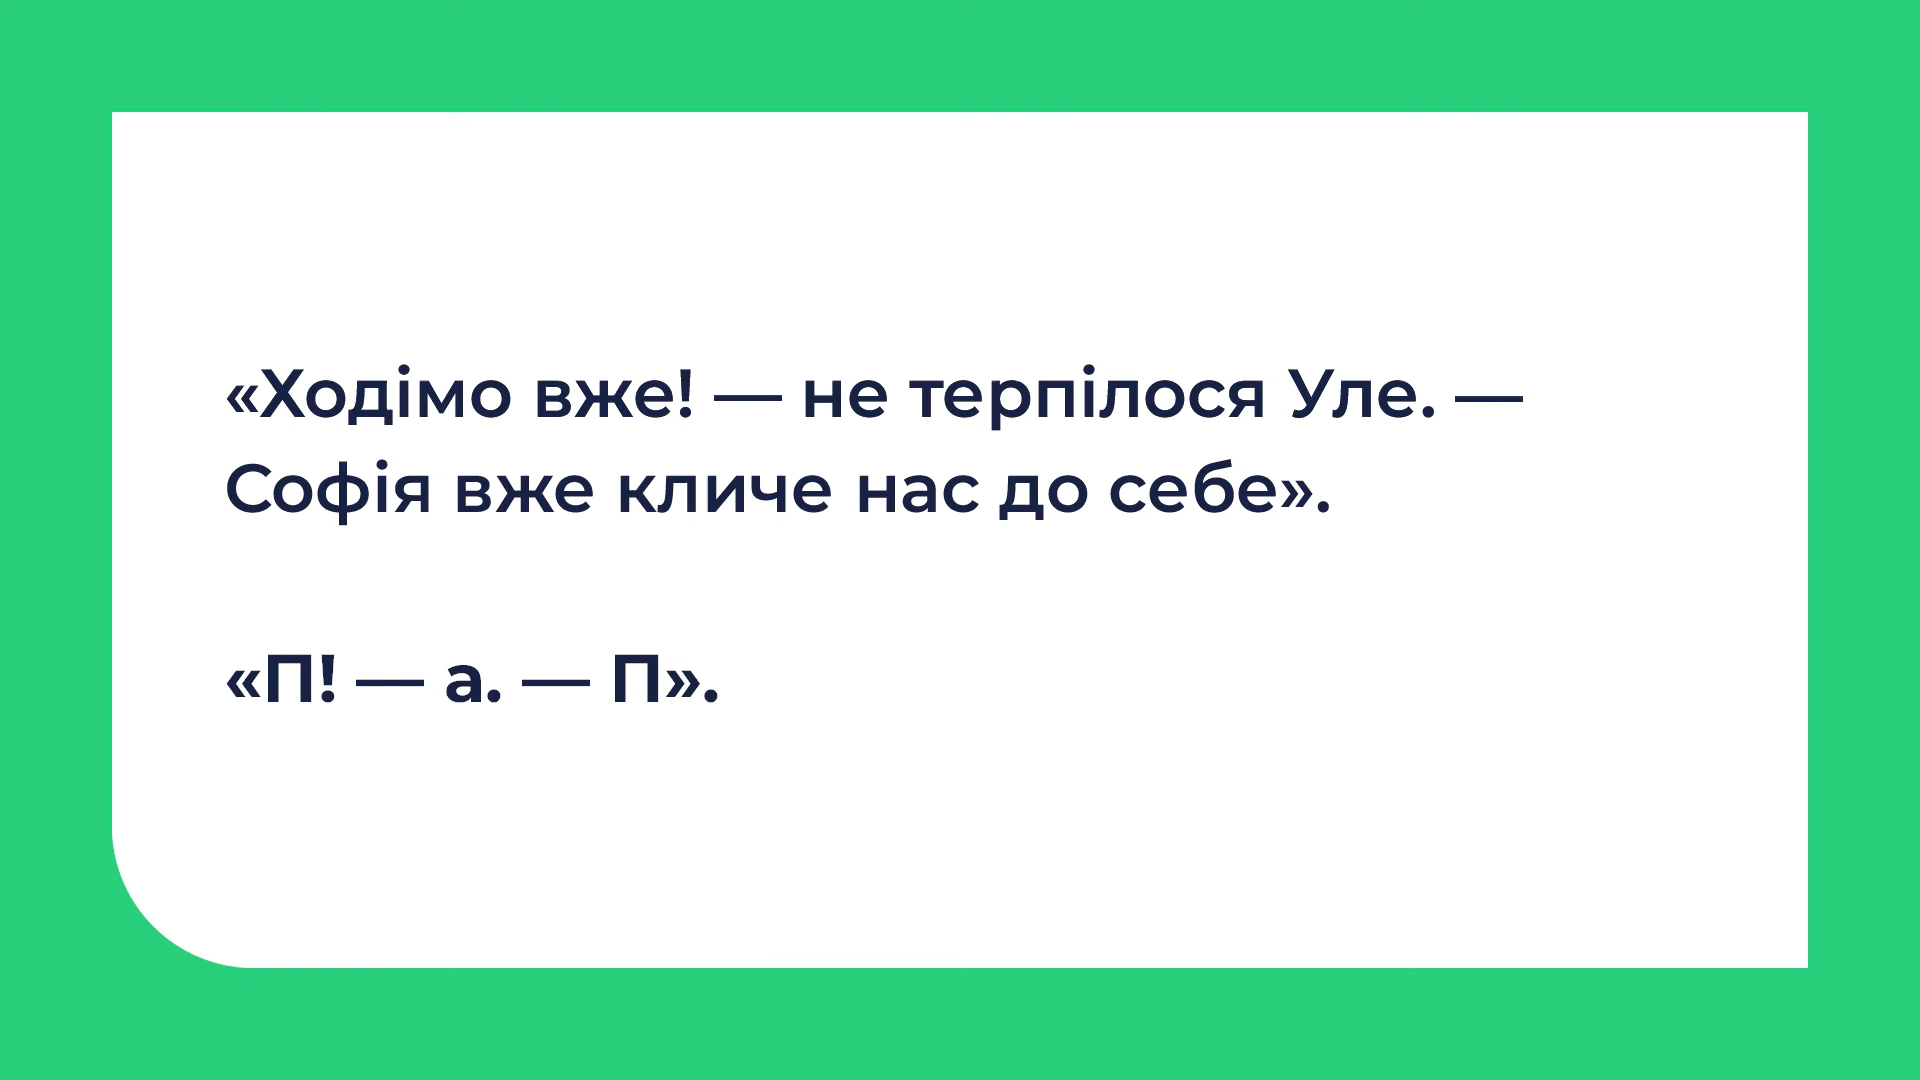 «Ходімо вже! — не терпілося Уле. —
Софія вже кличе нас до себе».
«П! — а. — П».